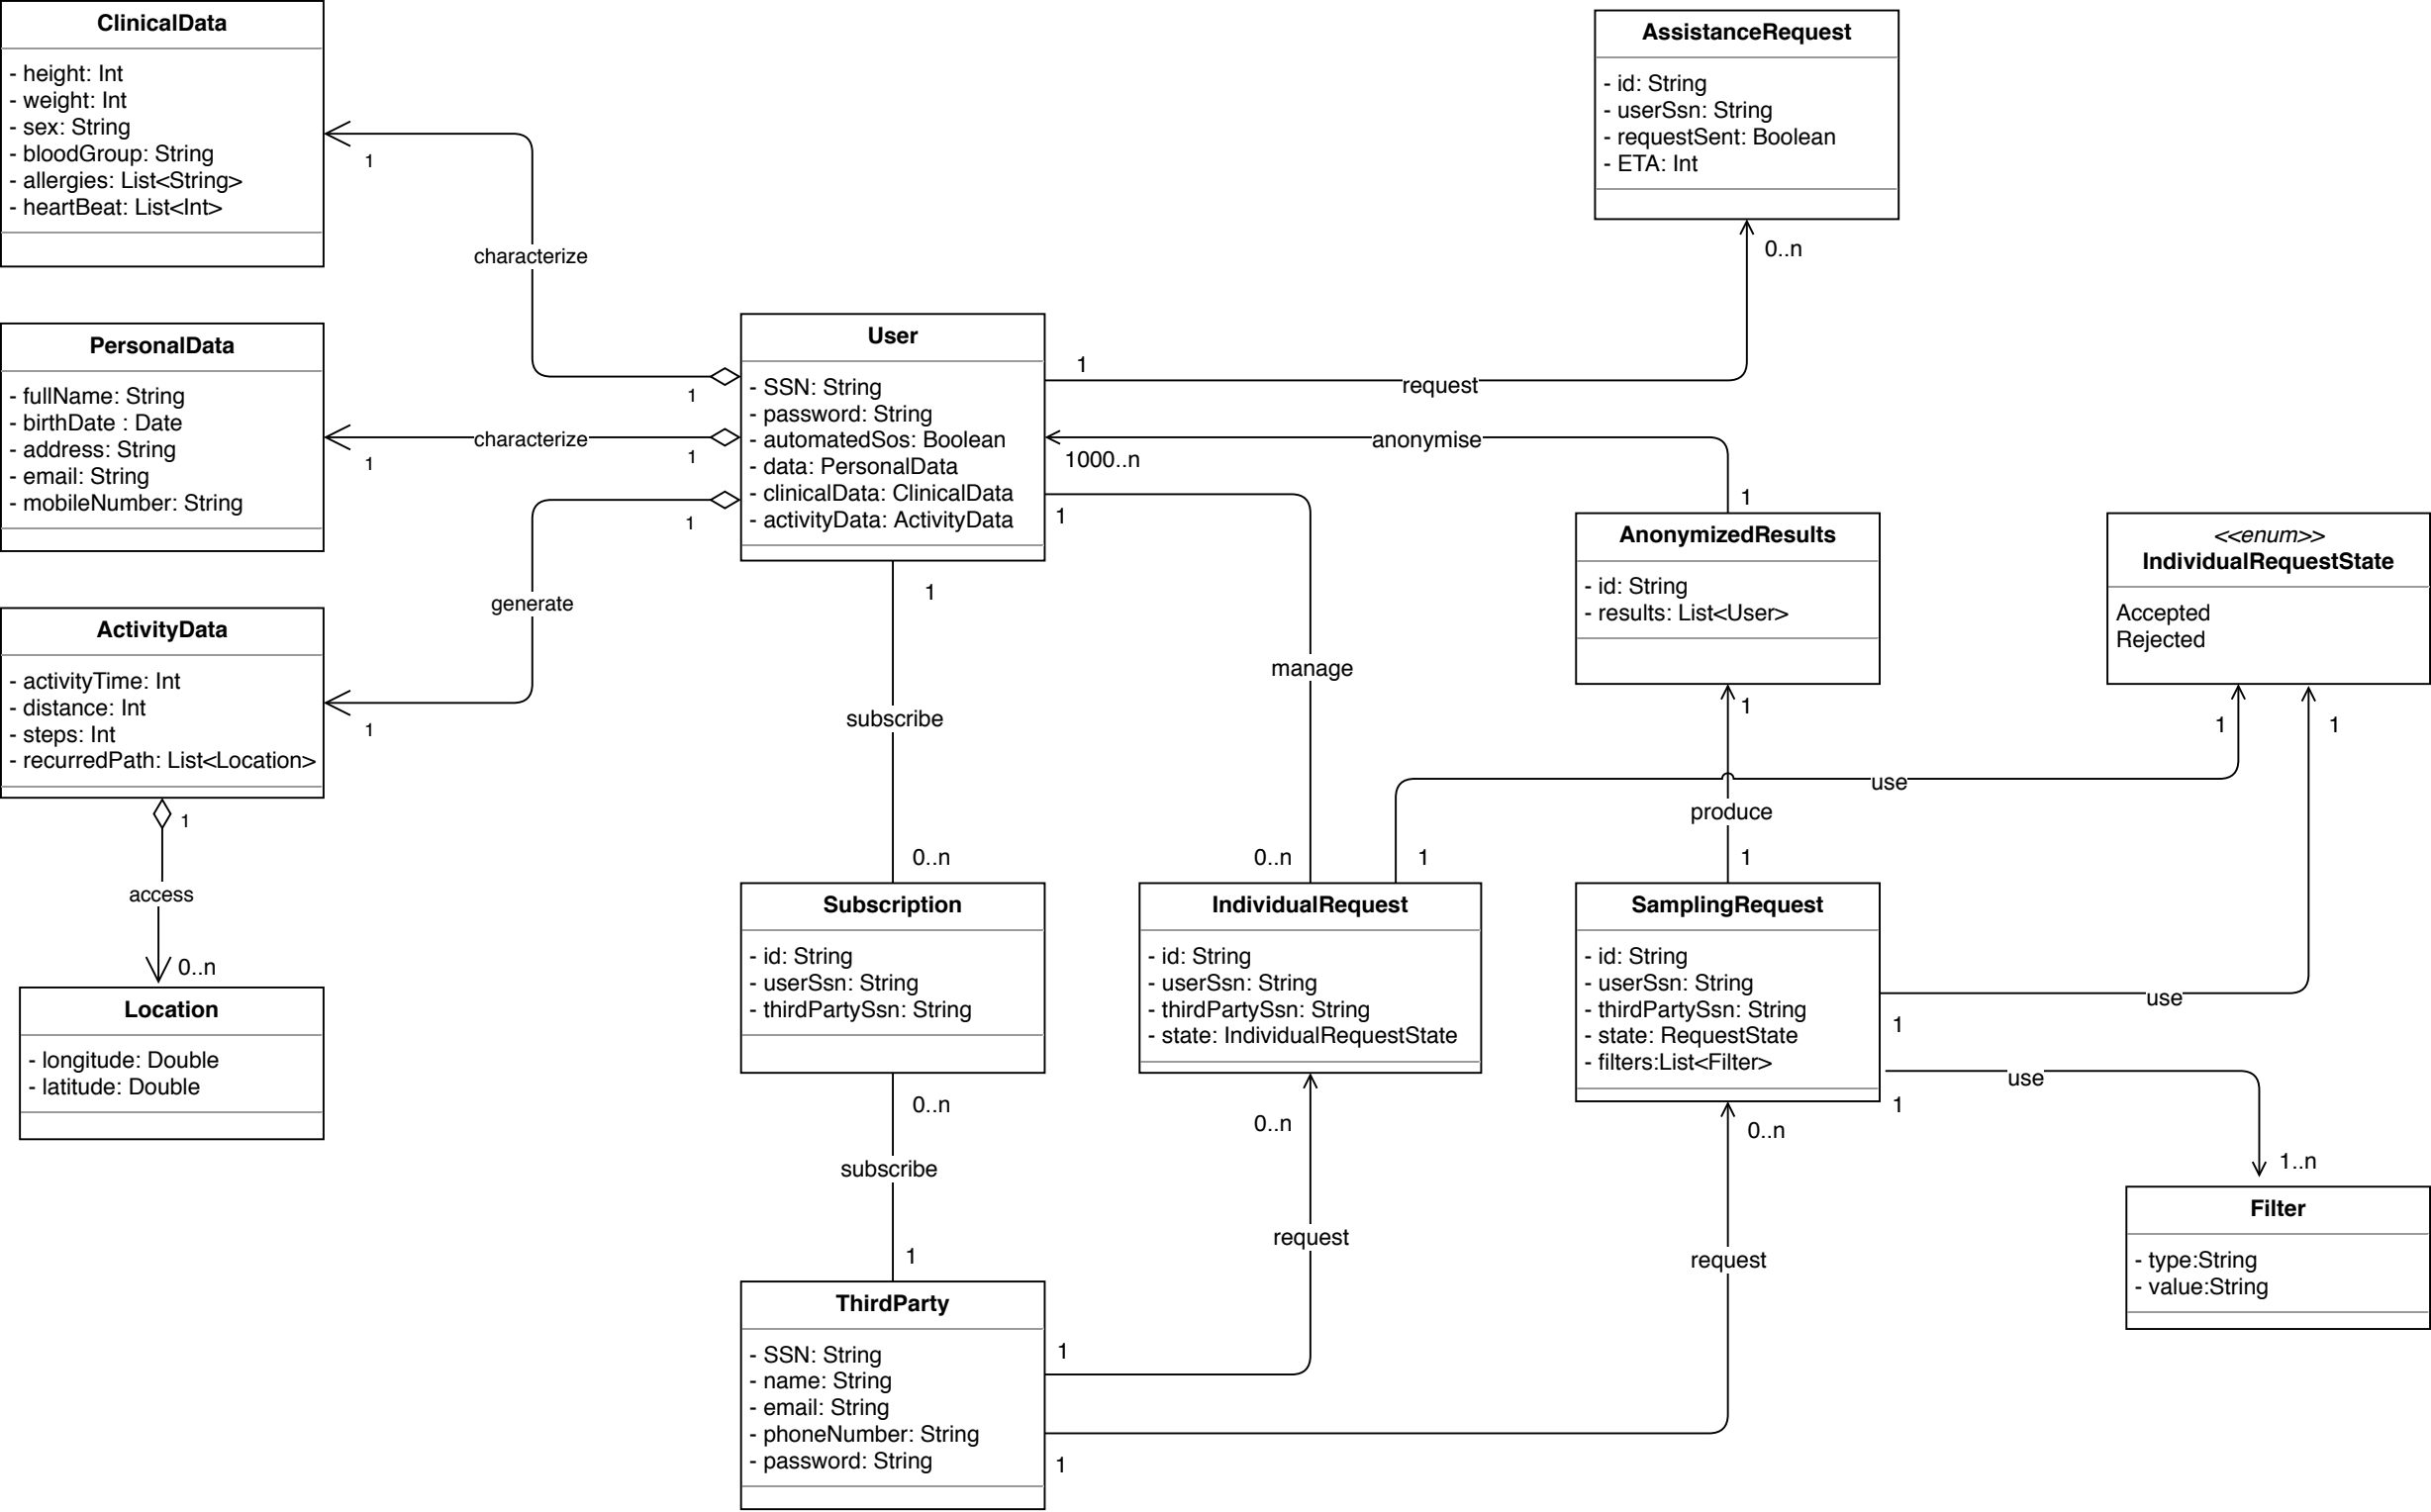 ClinicalData
- height: Int
- weight: Int
- sex: String
- bloodGroup: String
- allergies: List<String>
- heartBeat: List<Int>
1
characterize
1
PersonalData
- fullName: String
- birthDate : Date
- address: String
- email: String
- mobileNumber: String
1
characterize
1
ActivityData
- activityTime: Int
- distance: Int
- steps: Int
- recurredPath: List<Location>
1
generate
1
1
access
0..n
Location
- longitude: Double
- latitude: Double
User
- SSN: String
- password: String
- automatedSos: Boolean
- data: PersonalData
- clinicalData: ClinicalData
- activityData: ActivityData
1
request
0..n
AssistanceRequest
- id: String
- userSsn: String
- requestSent: Boolean
- ETA: Int
1000..n
anonymise
1
AnonymizedResults
- id: String
- results: List<User>
<<enum>>
IndividualRequestState
Accepted
Rejected
1
subscribe
0..n
1
manage
0..n
1
produce
1
1
use
1
1
Subscription
- id: String
- userSsn: String
- thirdPartySsn: String
IndividualRequest
- id: String
- userSsn: String
- thirdPartySsn: String
- state: IndividualRequestState
SamplingRequest
- id: String
- userSsn: String
- thirdPartySsn: String
- state: RequestState
- filters:List<Filter>
use
1
use
1
1..n
Filter
- type:String
- value:String
0..n
subscribe
1
0..n
request
1
0..n
request
1
ThirdParty
- SSN: String
- name: String
- email: String
- phoneNumber: String
- password: String